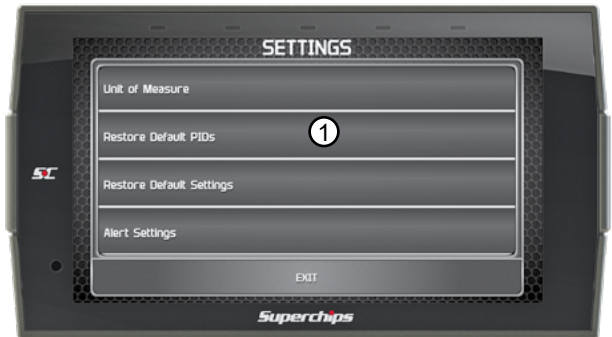 SETTINGS
Unit of Measure
Restore Default PIDs
1
Restore Default Settings
Alert Settings
EXIT
SC
Superchips